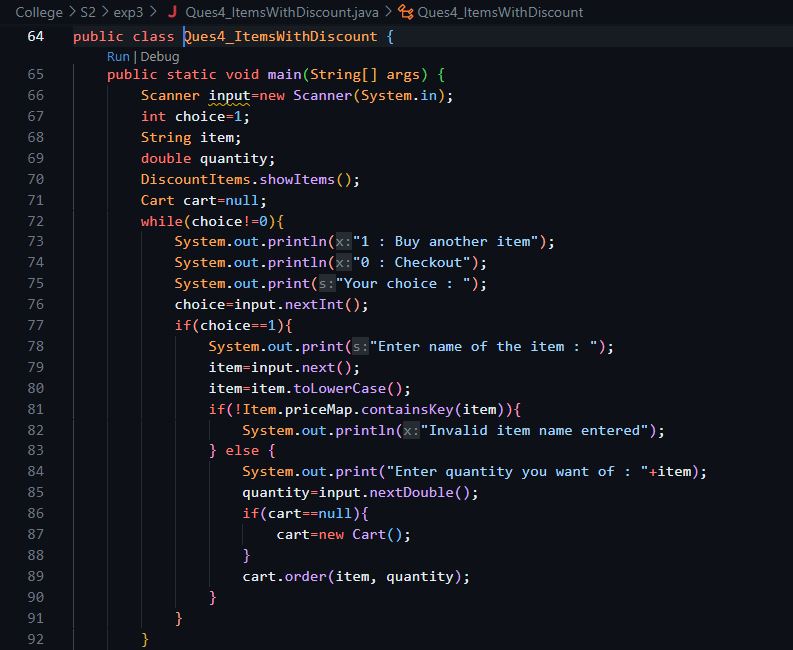 College > S2 > exp3 > J Ques4_ItemsWithDiscount.java > Ques4_ItemsWithDiscount
64 public class Ques4_ItemsWithDiscount {
Run | Debug
65     public static void main(String[] args) {
66         Scanner input=new Scanner(System.in);
67         int choice=1;
68         String item;
69         double quantity;
70         DiscountItems.showItems();
71         Cart cart=null;
72         while(choice!=0){
73             System.out.println(x:"1 : Buy another item");
74             System.out.println(x:"0 : Checkout");
75             System.out.print(s:"Your choice : ");
76             choice=input.nextInt();
77             if(choice==1){
78                 System.out.print(s:"Enter name of the item : ");
79                 item=input.next();
80                 item=item.toLowerCase();
81                 if(!Item.priceMap.containsKey(item)){
82                     System.out.println(x:"Invalid item name entered");
83                 } else {
84                     System.out.print("Enter quantity you want of : "+item);
85                     quantity=input.nextDouble();
86                     if(cart==null){
87                         cart=new Cart();
88                     }
89                     cart.order(item, quantity);
90                 }
91             }
92         }